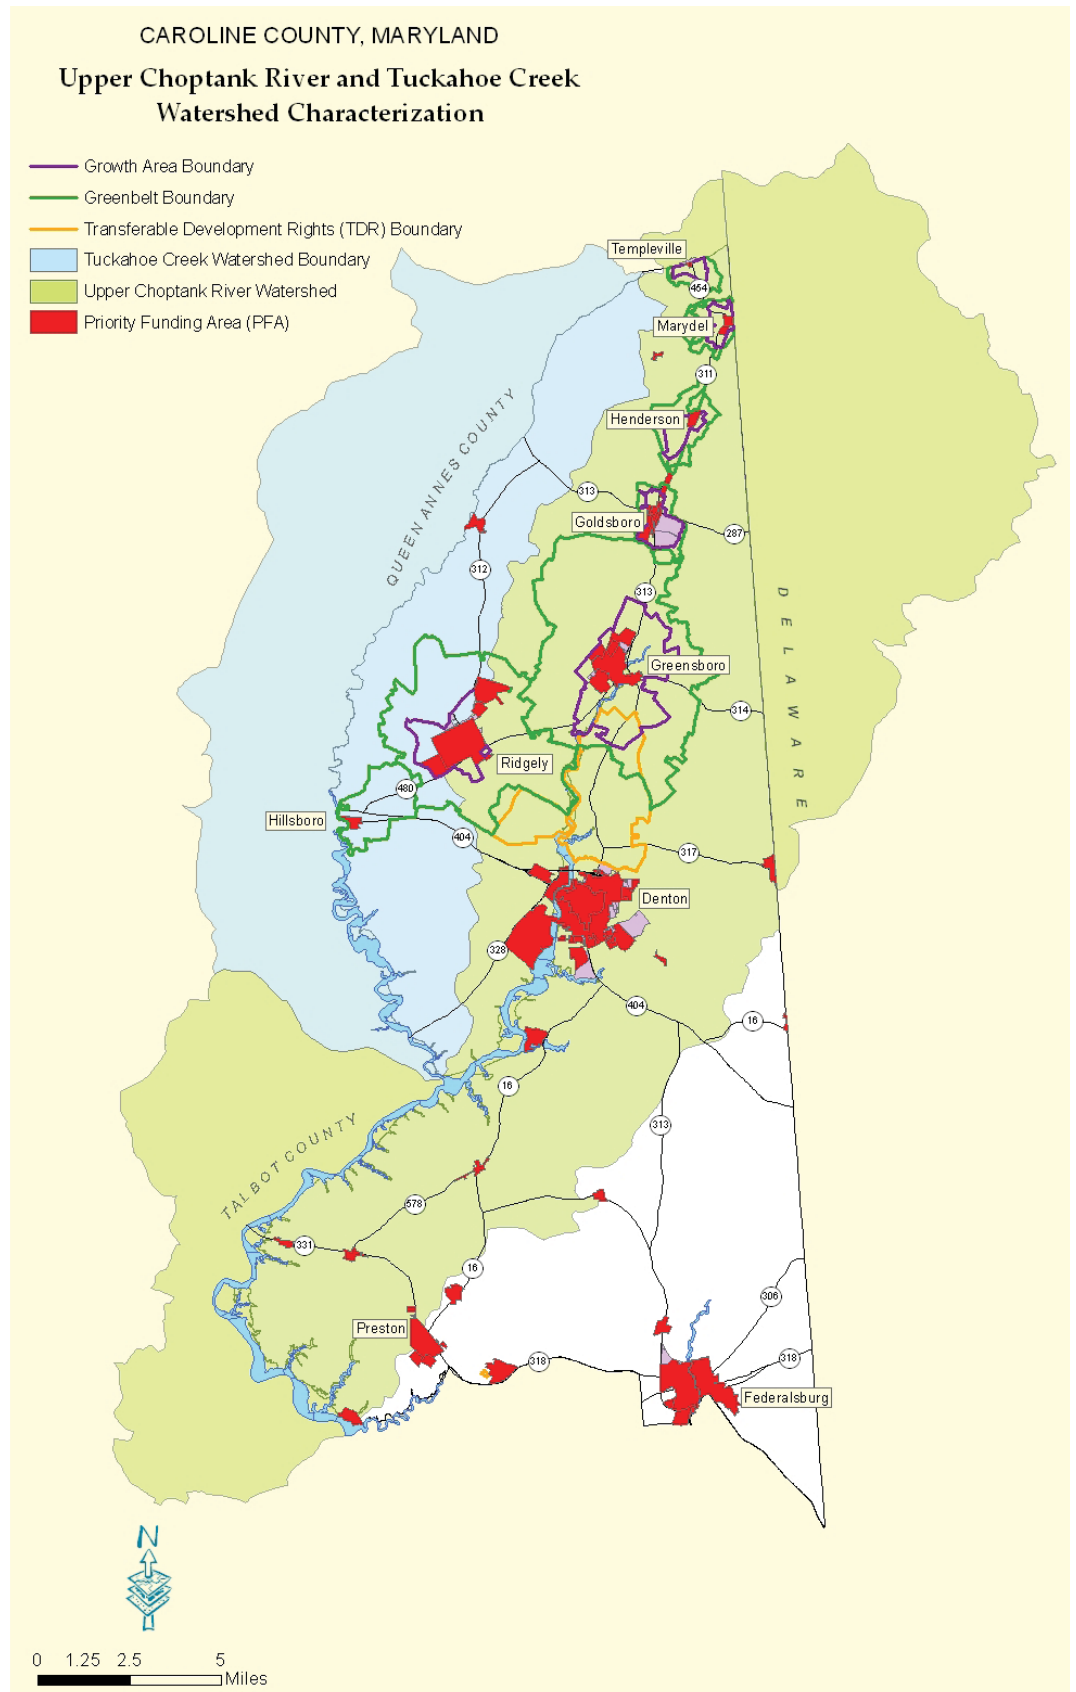 CAROLINE COUNTY, MARYLAND
Upper Choptank River and Tuckahoe Creek
Watershed Characterization
Growth Area Boundary
Greenbelt Boundary
Transferable Development Rights (TDR) Boundary
Tuckahoe Creek Watershed Boundary
Upper Choptank River Watershed
Priority Funding Area (PFA)
Templeville
454
Marydel
311
Henderson
QUEEN ANNES COUNTY
313
Goldsboro
287
312
313
DELAWARE
Greensboro
314
Ridgely
480
Hillsboro
404
317
Denton
328
404
16
16
313
TALBOT COUNTY
578
331
16
306
Preston
318
318
Federalsburg
N
0 1.25 2.5 5
Miles